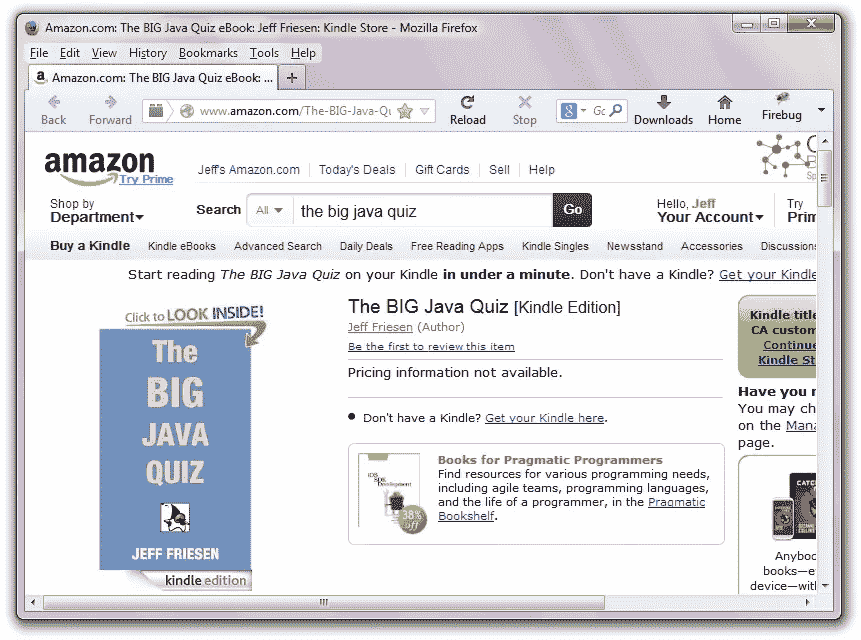 Amazon.com: The BIG Java Quiz eBook: Jeff Friesen: Kindle Store - Mozilla Firefox
File Edit View History Bookmarks Tools Help
a Amazon.com: The BIG Java Quiz eBook: ... +
Back Forward www.amazon.com/The-BIG-Java-Qu Reload Stop 8 Gc Downloads Home Firebug
amazon
Try Prime
Jeff's Amazon.com Today's Deals Gift Cards Sell Help
Shop by
Department
Search All the big java quiz Go
Hello, Jeff
Your Account
Try
Prim
Buy a Kindle Kindle eBooks Advanced Search Daily Deals Free Reading Apps Kindle Singles Newsstand Accessories Discussions
Start reading The BIG Java Quiz on your Kindle in under a minute. Don't have a Kindle? Get your Kindle
Click to LOOK INSIDE!
The
BIG
JAVA
QUIZ
JEFF FRIESEN
kindle edition
The BIG Java Quiz [Kindle Edition]
Jeff Friesen (Author)
Be the first to review this item
Pricing information not available.
Don't have a Kindle? Get your Kindle here.
iOS
SDK
Development
38%
off
Books for Pragmatic Programmers
Find resources for various programming needs,
including agile teams, programming languages,
and the life of a programmer, in the Pragmatic
Bookshelf.
Kindle title
CA custom
Continue
Kindle St
Have you
You may ch
on the Mana
page.
CATC
Anyboo
books—e
device—with